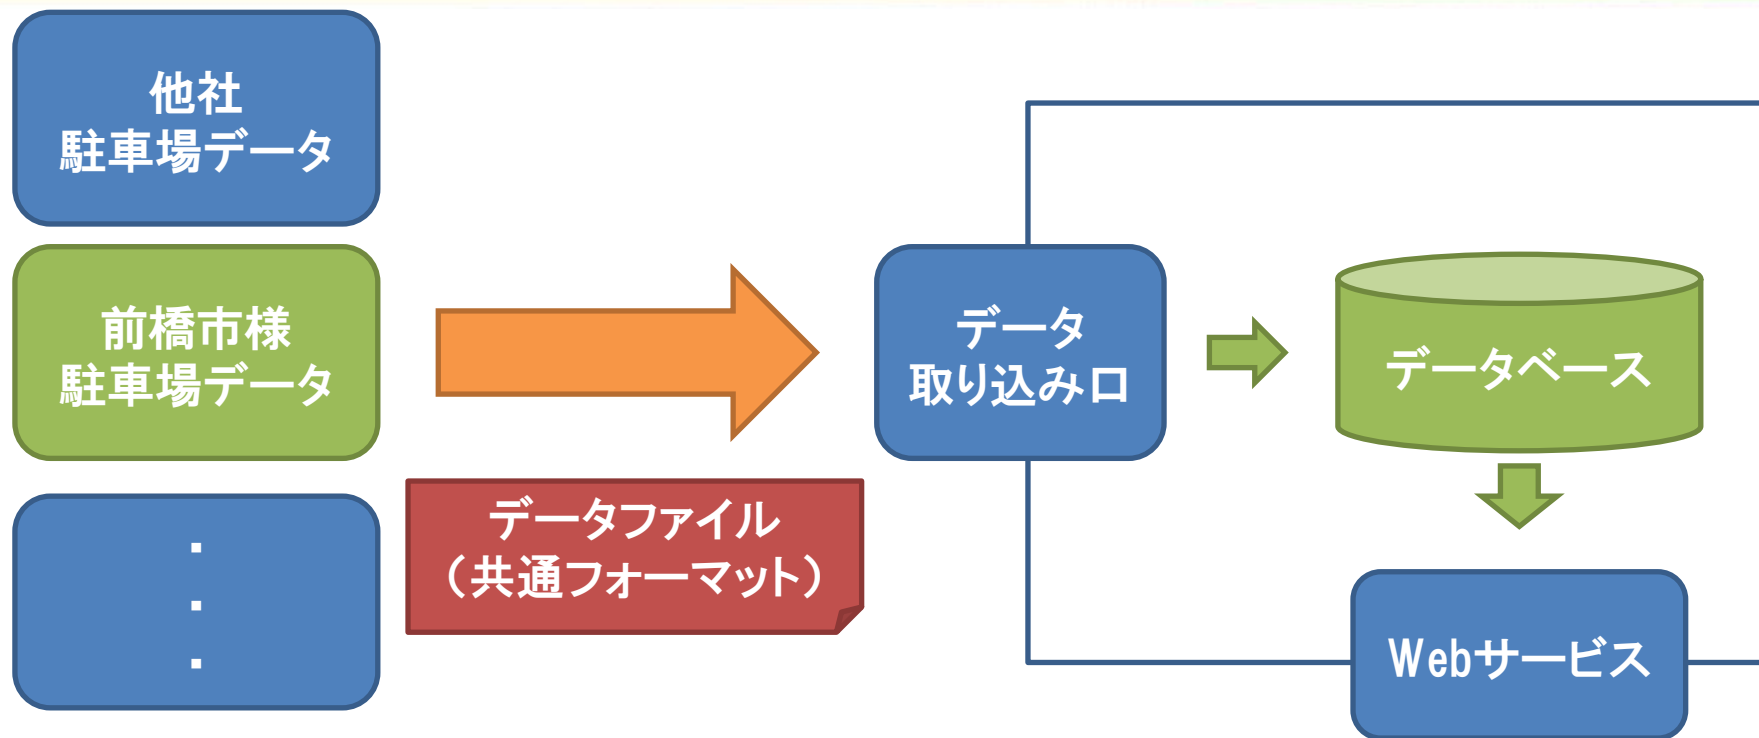 他社
駐車場データ
前橋市様
駐車場データ
・
・
・
データファイル
（共通フォーマット）
データ
取り込み口
データベース
Webサービス